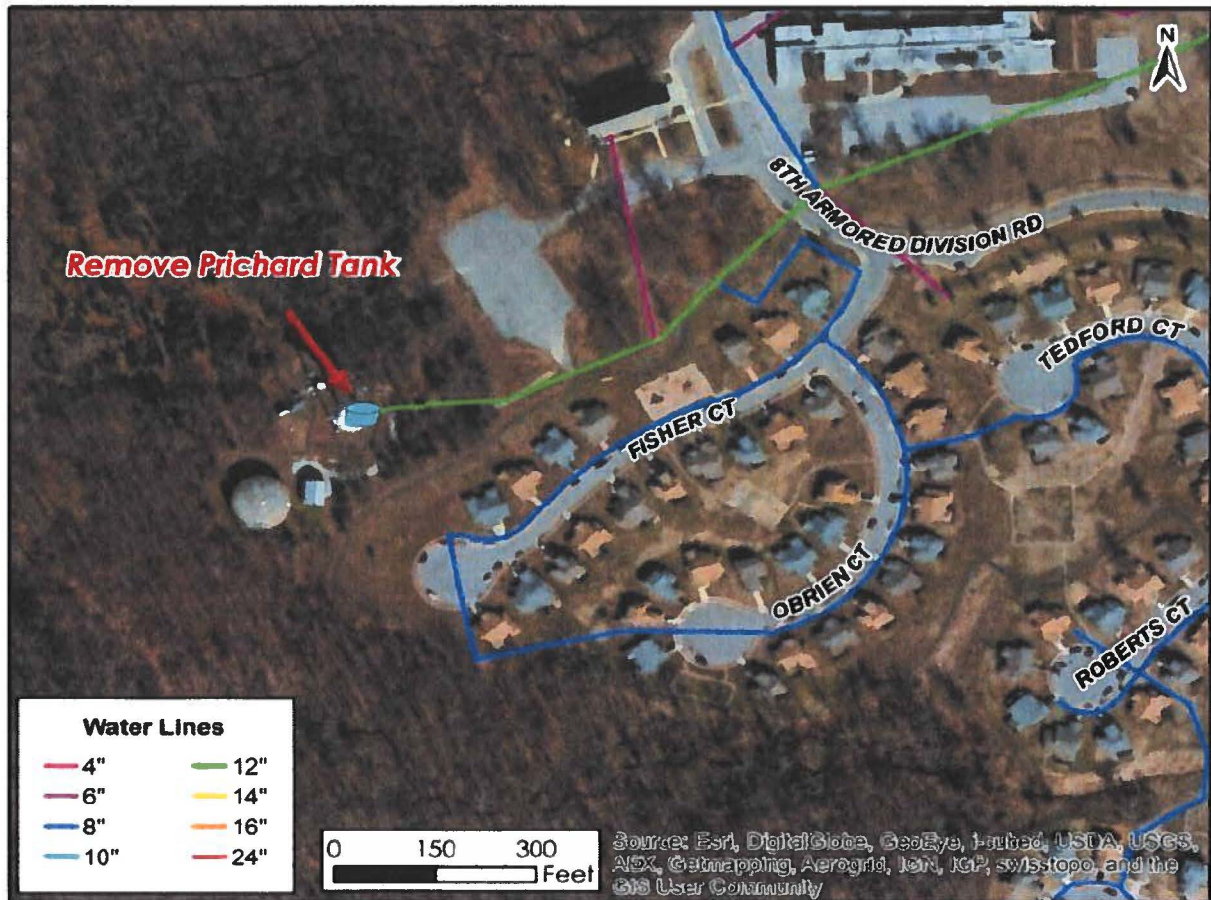 N
8TH ARMORED DIVISION RD
Remove Prichard Tank
TEDFORD CT
FISHER CT
OBRIEN CT
ROBERTS CT
Water Lines
4"
12"
6"
14"
8"
16"
10"
24"
0 150 300
Feet
Source: Esri, DigitalGlobe, GeoEye, i-cubed, USDA, USGS,
AEX, Getmapping, Aerogrid, IGN, IGP, swisstopo, and the
GIS User Community